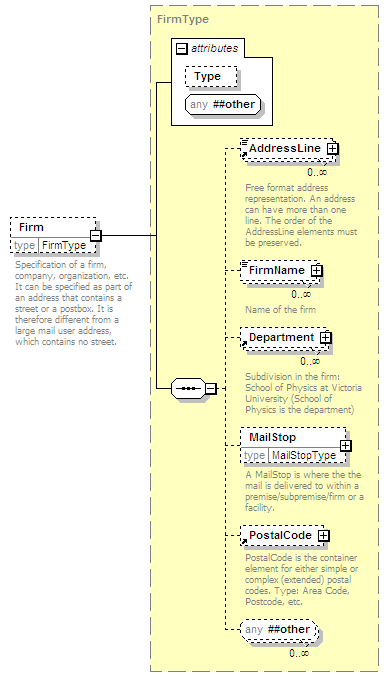 FirmType
attributes
Type
any ##other
Firm
type FirmType
Specification of a firm,
company, organization, etc.
It can be specified as part of
an address that contains a
street or a postbox. It is
therefore different from a
large mail user address,
which contains no street.
AddressLine
0..∞
Free format address
representation. An address
can have more than one
line. The order of the
AddressLine elements must
be preserved.
FirmName
0..∞
Name of the firm
Department
0..∞
Subdivision in the firm:
School of Physics at Victoria
University (School of
Physics is the department)
MailStop
type MailStopType
A MailStop is where the the
mail is delivered to within a
premise/subpremise/firm or a
facility.
PostalCode
PostalCode is the container
element for either simple or
complex (extended) postal
codes. Type: Area Code,
Postcode, etc.
any ##other
0..∞